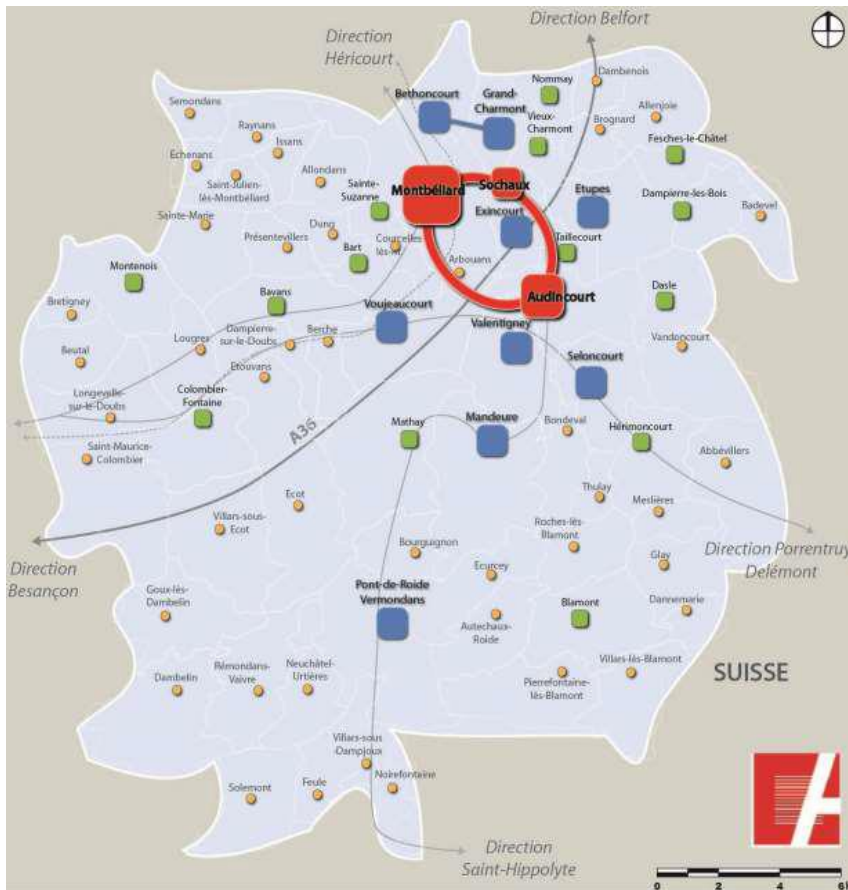 Direction Belfort
Direction
Héricourt
Nommay
Dambenois
Bethoncourt
Grand-
Charmont
Semondans
Vieux-
Charmont
Brognard
Allenjoie
Raynans
Issans
Fesches-le-Châtel
Echenans
Saint-Julien-
lès-Montbéliard
Allondans
Sainte-
Suzanne
Montbéliard
Sochaux
Etupes
Dampierre-les-Bois
Badevel
Sainte-Marie
Exincourt
Présentevillers
Dung
Bart
Courcelles
lès-M
Taillecourt
Arbouans
Montenois
Bavans
Audincourt
Dasle
Bretigney
Voujeaucourt
Valentigney
Vandoncourt
Beutal
Lougres
Dampierre-
sur-le-Doubs
Berche
Etouvans
Seloncourt
Longevelle-
sur-le-Doubs
Colombier-
Fontaine
A36
Mathay
Mandeure
Bondeval
Hérimoncourt
Saint-Maurice-
Colombier
Abbévillers
Ecot
Villars-sous-
Ecot
Thulay
Meslières
Roches-lès-
Blamont
Bourguignon
Direction Porrentruy
Delémont
Glay
Direction
Besançon
Ecurcey
Goux-lès-
Dambelin
Pont-de-Roide
Vermondans
Autechaux-
Roide
Blamont
Dannemarie
Dambelin
Rémondans-
Vaivre
Neuchâtel-
Urtières
Pierrefontaine-
lès-Blamont
Villars-lès-Blamont
SUISSE
Villars-sous
-Dampjoux
Noirefontaine
Solemont
Feule
Direction
Saint-Hippolyte
0 2 4 6